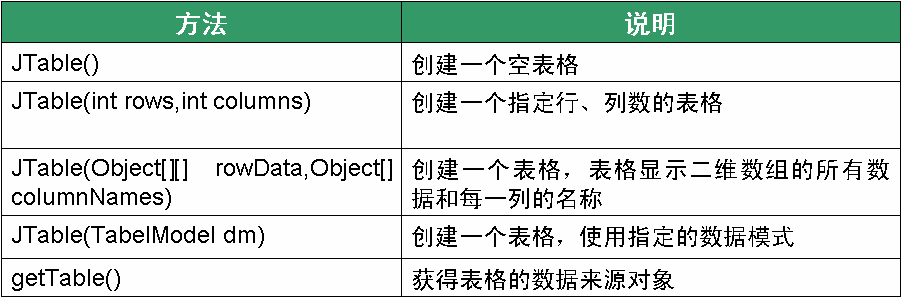 方法 说明
JTable() 创建一个空表格
JTable(int rows,int columns) 创建一个指定行、列数的表格
JTable(Object[][] rowData,Object[] 创建一个表格，表格显示二维数组的所有数
columnNames) 据和每一列的名称
JTable(TabelModel dm) 创建一个表格，使用指定的数据模式
getTable() 获得表格的数据来源对象